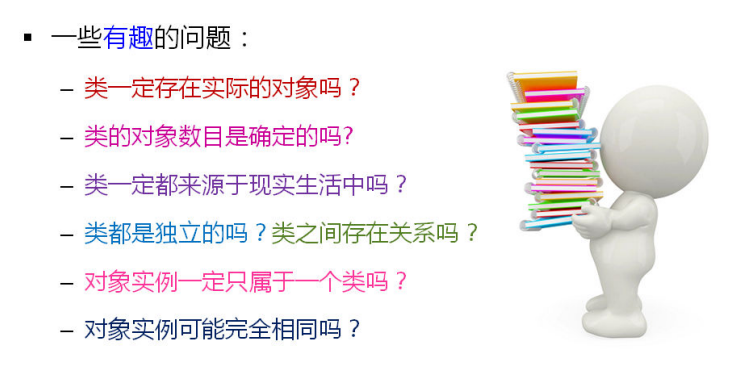 ▪ 一些有趣的问题：
– 类一定存在实际的对象吗？
– 类的对象数目是确定的吗?
– 类一定都来源于现实生活中吗？
– 类都是独立的吗？类之间存在关系吗？
– 对象实例一定只属于一个类吗？
– 对象实例可能完全相同吗？